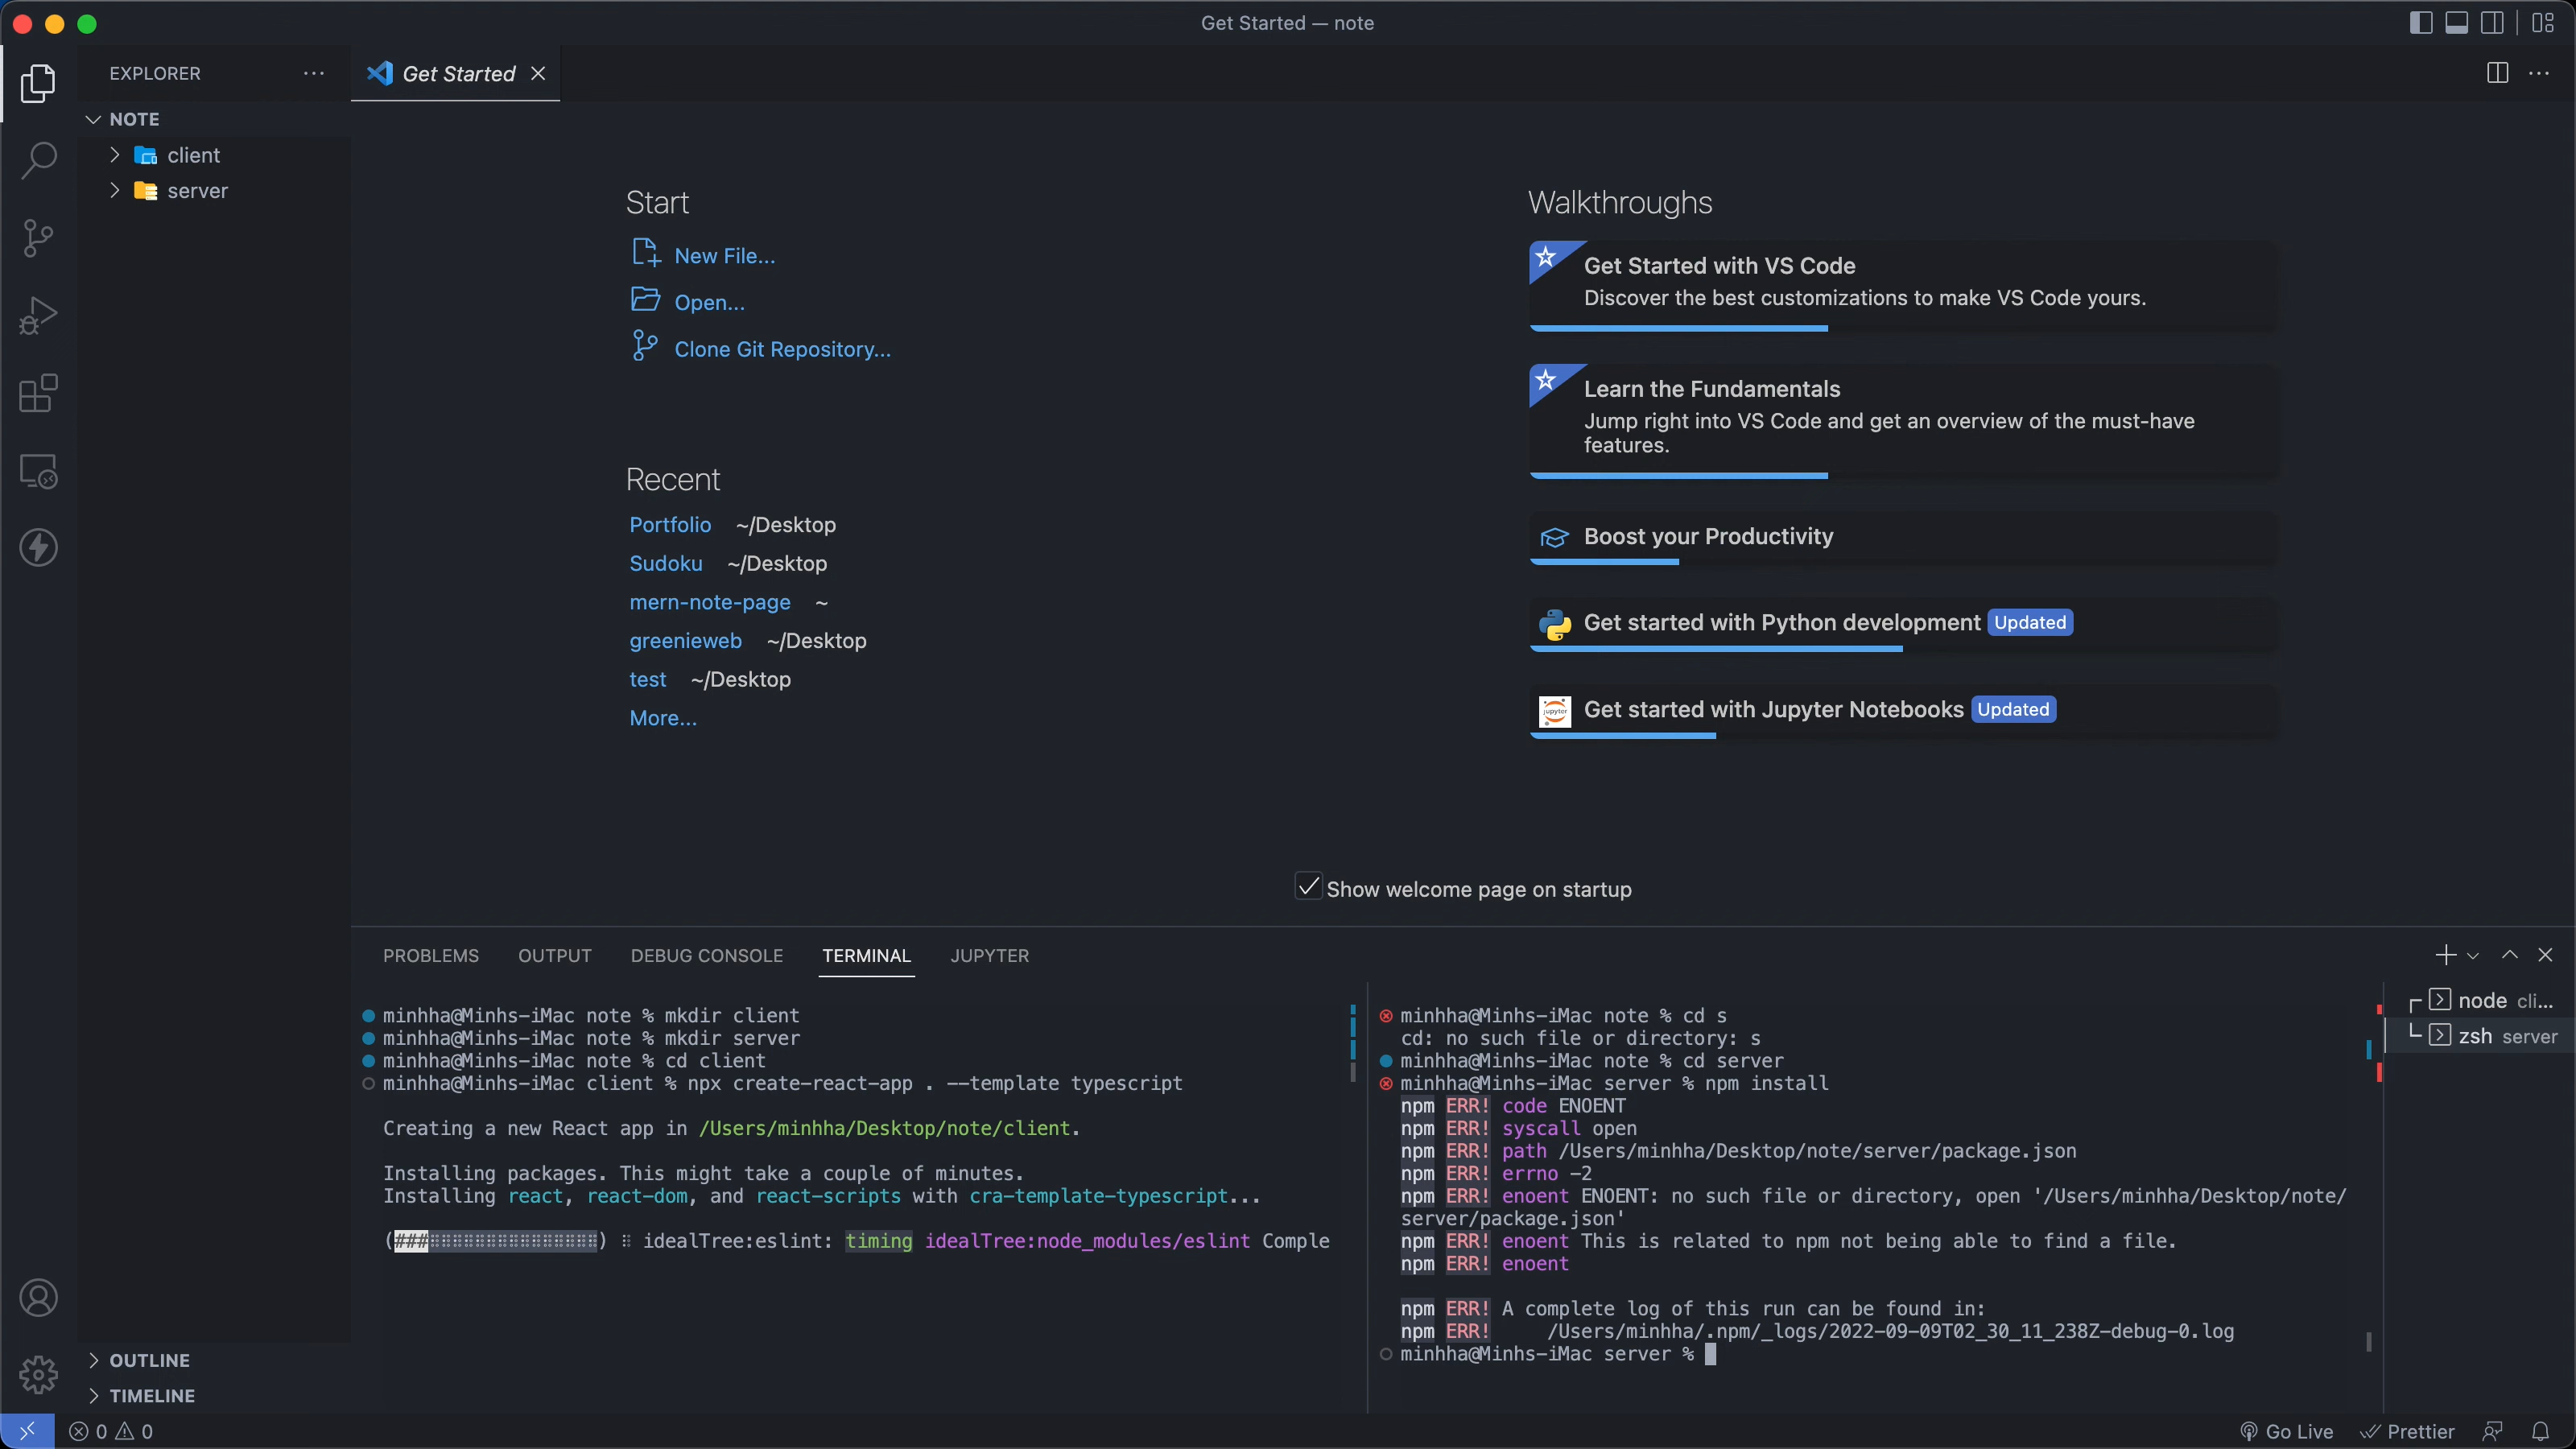 Get Started — note
EXPLORER
Get Started
NOTE
client
server
Start
New File...
Open...
Clone Git Repository...
Recent
Portfolio ~/Desktop
Sudoku ~/Desktop
mern-note-page ~
greenieweb ~/Desktop
test ~/Desktop
More...
Walkthroughs
Get Started with VS Code
Discover the best customizations to make VS Code yours.
Learn the Fundamentals
Jump right into VS Code and get an overview of the must-have
features.
Boost your Productivity
Get started with Python development Updated
jupyter
Get started with Jupyter Notebooks Updated
Show welcome page on startup
PROBLEMS OUTPUT DEBUG CONSOLE TERMINAL JUPYTER
minhha@Minhs-iMac note % mkdir client
minhha@Minhs-iMac note % mkdir server
minhha@Minhs-iMac note % cd client
minhha@Minhs-iMac client % npx create-react-app . --template typescript
Creating a new React app in /Users/minhha/Desktop/note/client.
Installing packages. This might take a couple of minutes.
Installing react, react-dom, and react-scripts with cra-template-typescript...
(###⠂⠂⠂⠂⠂⠂⠂⠂⠂⠂⠂⠂⠂⠂⠂) ⠇ idealTree:eslint: timing idealTree:node_modules/eslint Comple
minhha@Minhs-iMac note % cd s
cd: no such file or directory: s
minhha@Minhs-iMac note % cd server
minhha@Minhs-iMac server % npm install
npm ERR! code ENOENT
npm ERR! syscall open
npm ERR! path /Users/minhha/Desktop/note/server/package.json
npm ERR! errno -2
npm ERR! enoent ENOENT: no such file or directory, open '/Users/minhha/Desktop/note/
server/package.json'
npm ERR! enoent This is related to npm not being able to find a file.
npm ERR! enoent
npm ERR! A complete log of this run can be found in:
npm ERR!     /Users/minhha/.npm/_logs/2022-09-09T02_30_11_238Z-debug-0.log
minhha@Minhs-iMac server %
node cli...
zsh server
OUTLINE
TIMELINE
0 0
Go Live
Prettier